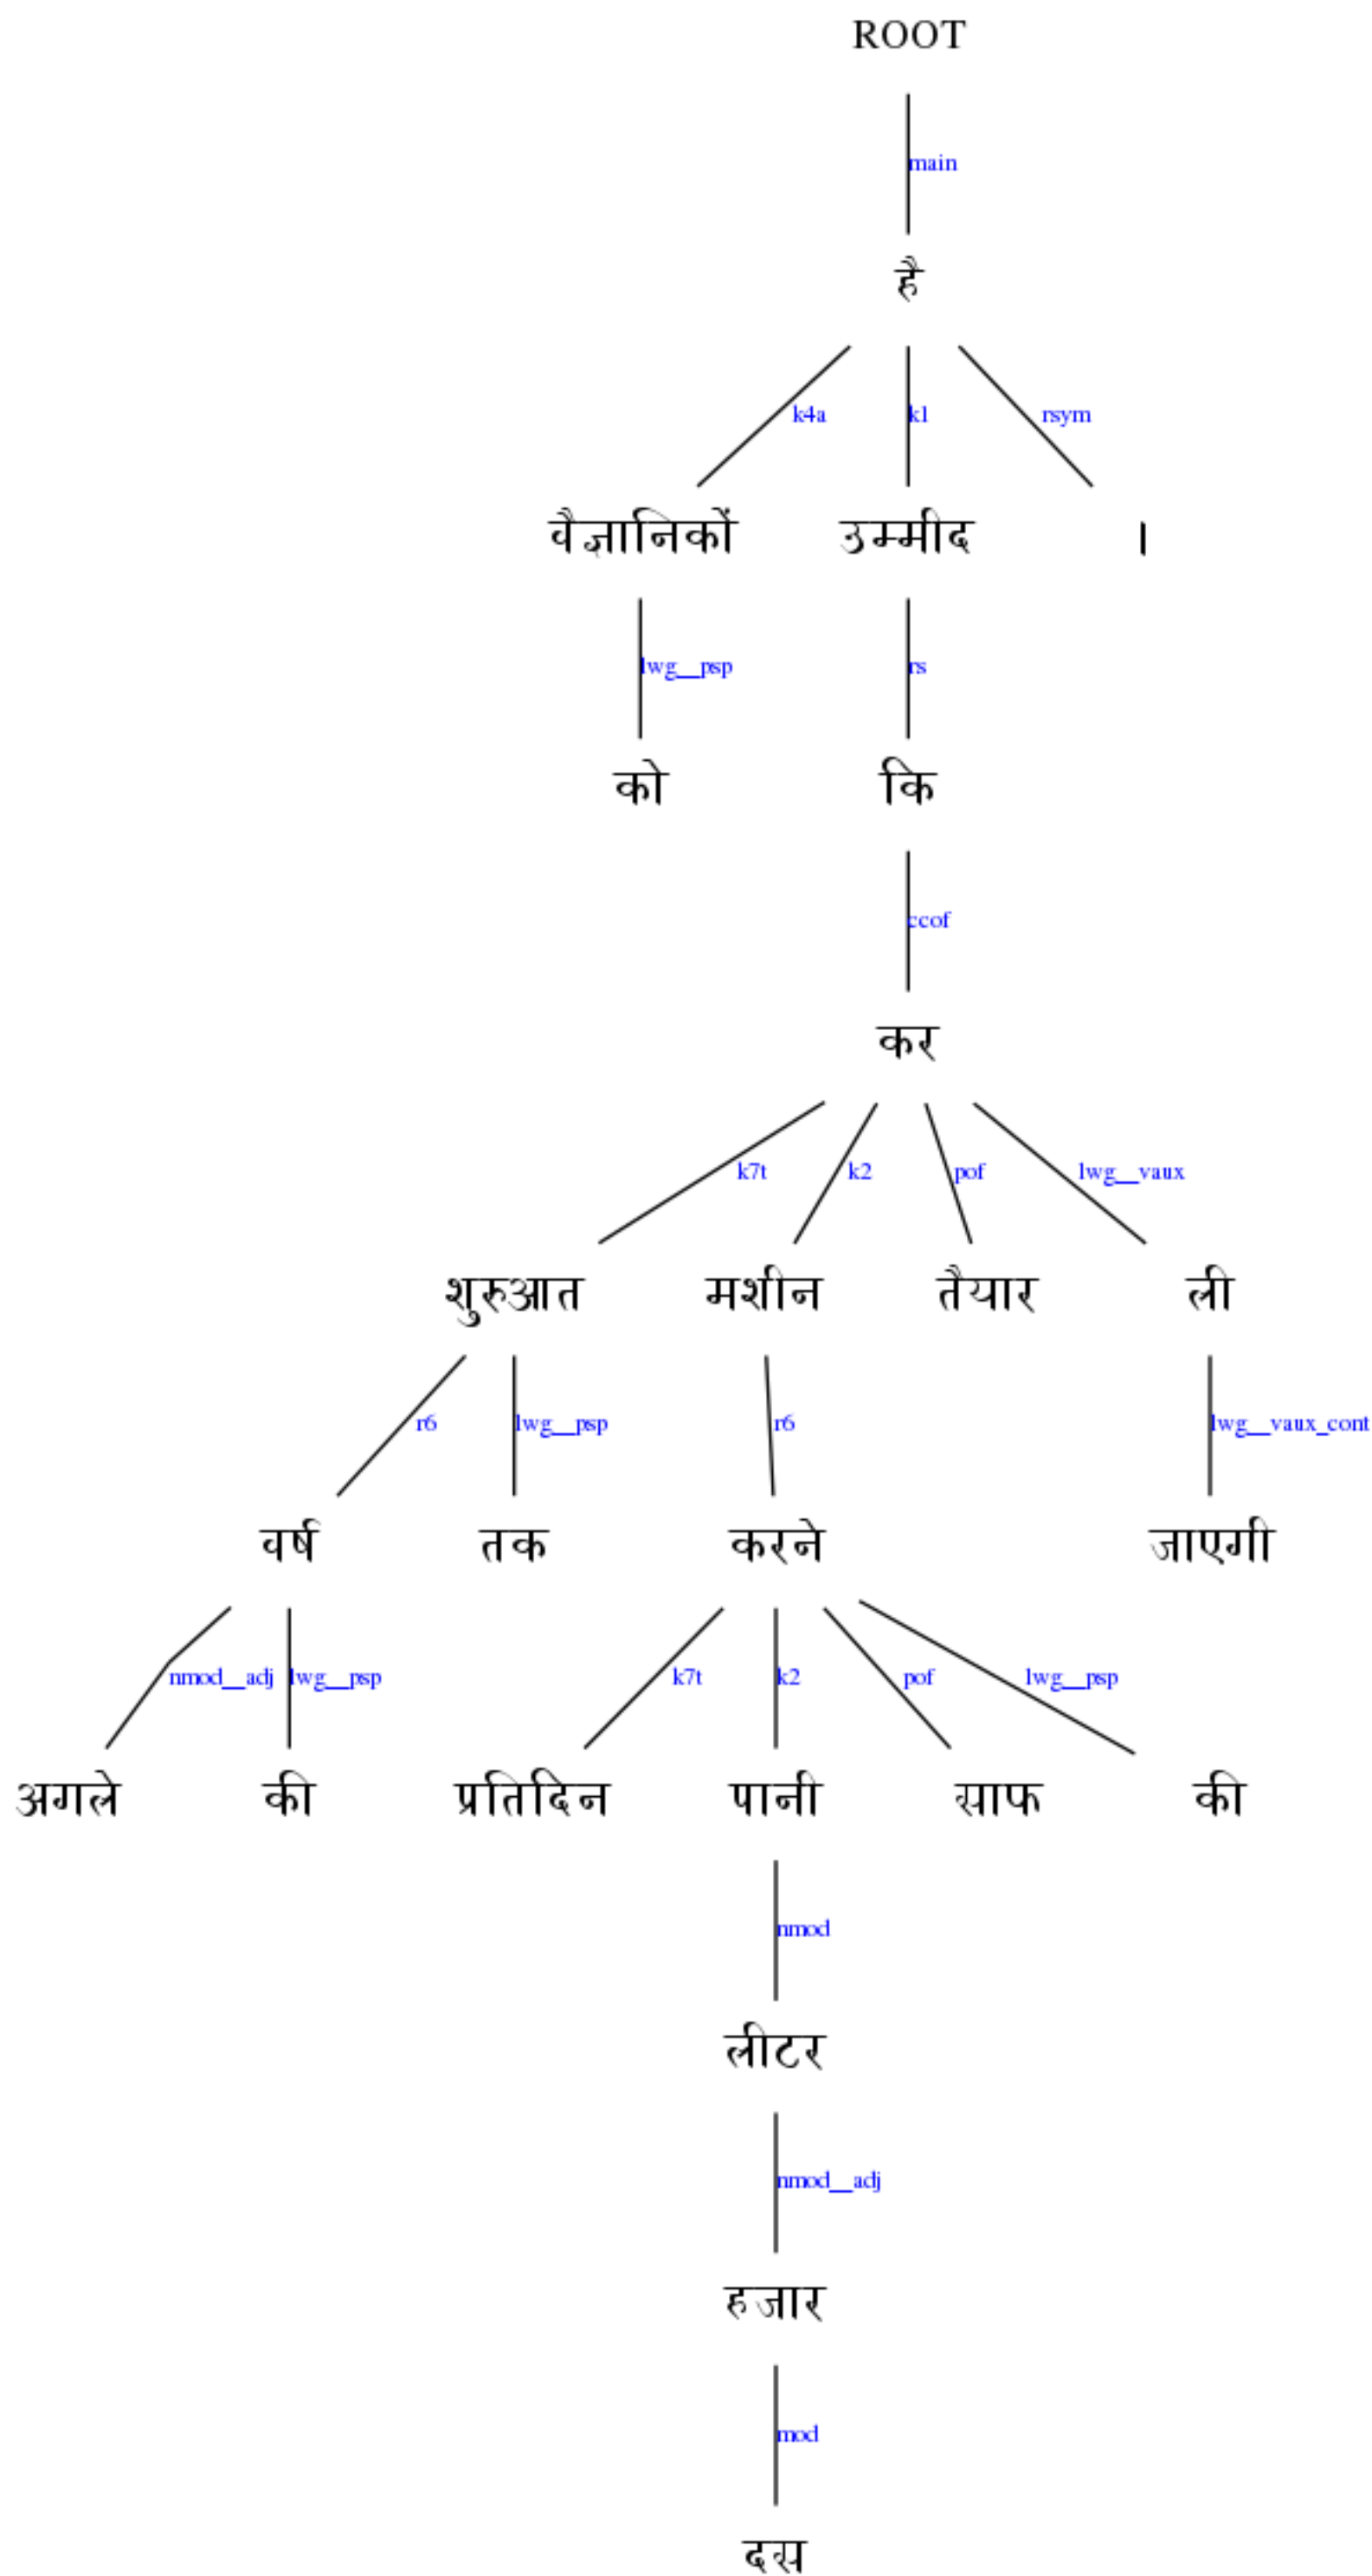 ROOT
main
है
k4a k1 rsym
वैज्ञानिकों उम्मीद ।
lwg__psp rs
को कि
ccof
कर
k7t k2 pof lwg__vaux
शुरुआत मशीन तैयार ली
r6 lwg__psp r6 lwg__vaux_cont
वर्ष तक करने जाएगी
nmod__adj lwg__psp k7t k2 pof lwg__psp
अगले की प्रतिदिन पानी साफ की
nmod
लीटर
nmod__adj
हजार
mod
दस